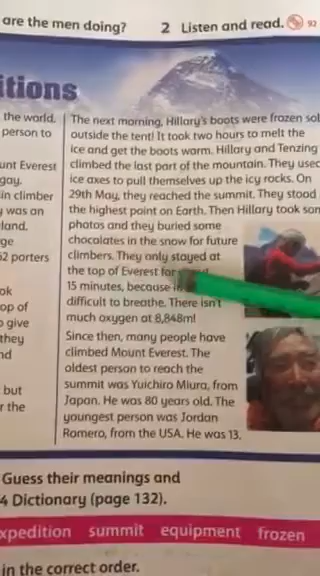 are the men doing?
2 Listen and read. 92
itions
the world.
person to
unt Everest
gay.
in climber
y was an
land.
ge
62 porters
ok
op of
o give
they
nd
but
r the
The next morning, Hillary's boots were frozen sol
outside the tent! It took two hours to melt the
ice and get the boots warm. Hillary and Tenzing
climbed the last part of the mountain. They used
ice axes to pull themselves up the icy rocks. On
29th May, they reached the summit. They stood
the highest point on Earth. Then Hillary took som
photos and they buried some
chocolates in the snow for future
climbers. They only stayed at
the top of Everest for
15 minutes, because
difficult to breathe. There isn't
much oxygen at 8,848m!
Since then, many people have
climbed Mount Everest. The
oldest person to reach the
summit was Yuichiro Miura, from
Japan. He was 80 years old. The
youngest person was Jordan
Romero, from the USA. He was 13.
Guess their meanings and
4 Dictionary (page 132).
xpedition summit equipment frozen
in the correct order.